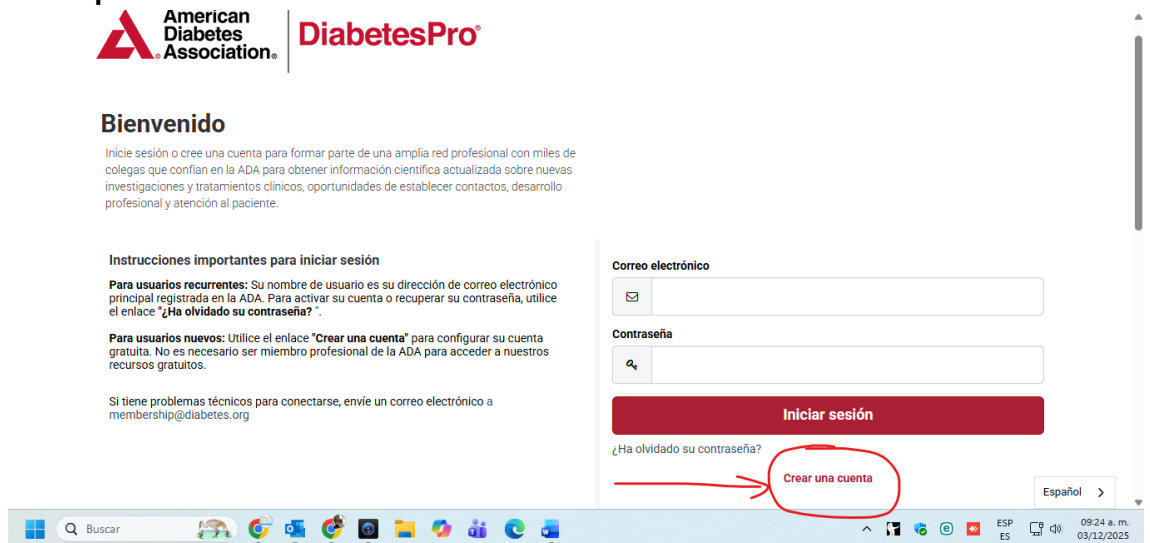 American
Diabetes
Association®
DiabetesPro®
Bienvenido
Inicie sesión o cree una cuenta para formar parte de una amplia red profesional con miles de
colegas que confían en la ADA para obtener información científica actualizada sobre nuevas
investigaciones y tratamientos clínicos, oportunidades de establecer contactos, desarrollo
profesional y atención al paciente.
Instrucciones importantes para iniciar sesión
Para usuarios recurrentes: Su nombre de usuario es su dirección de correo electrónico
principal registrada en la ADA. Para activar su cuenta o recuperar su contraseña, utilice
el enlace "¿Ha olvidado su contraseña? ".
Para usuarios nuevos: Utilice el enlace "Crear una cuenta" para configurar su cuenta
gratuita. No es necesario ser miembro profesional de la ADA para acceder a nuestros
recursos gratuitos.
Si tiene problemas técnicos para conectarse, envíe un correo electrónico a
membership@diabetes.org
Correo electrónico
Contraseña
Iniciar sesión
¿Ha olvidado su contraseña?
Crear una cuenta
Español
Buscar
ESP
ES
09:24 a. m.
03/12/2025